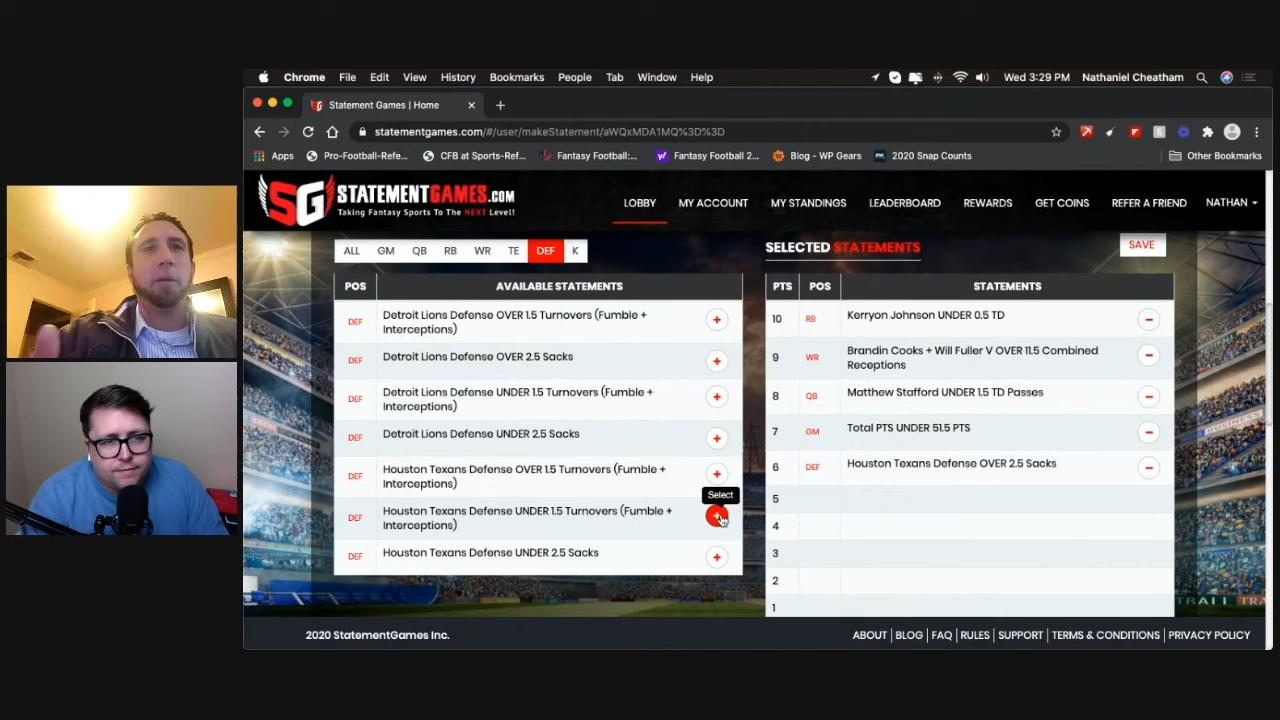 Chrome File Edit View History Bookmarks People Tab Window Help Wed 3:29 PM Nathaniel Cheatham
Statement Games | Home
statementgames.com/#/user/makeStatement/aWQxMDA1MQ%3D%3D
Apps Pro-Football-Refe... CFB at Sports-Ref... Fantasy Football:... Fantasy Football 2... Blog - WP Gears 2020 Snap Counts Other Bookmarks
SG STATEMENTGAMES.COM
Taking Fantasy Sports To The NEXT Level!
LOBBY MY ACCOUNT MY STANDINGS LEADERBOARD REWARDS GET COINS REFER A FRIEND NATHAN
ALL GM QB RB WR TE DEF K
POS AVAILABLE STATEMENTS
DEF Detroit Lions Defense OVER 1.5 Turnovers (Fumble +
Interceptions)
DEF Detroit Lions Defense OVER 2.5 Sacks
DEF Detroit Lions Defense UNDER 1.5 Turnovers (Fumble +
Interceptions)
DEF Detroit Lions Defense UNDER 2.5 Sacks
DEF Houston Texans Defense OVER 1.5 Turnovers (Fumble +
Interceptions)
Select
DEF Houston Texans Defense UNDER 1.5 Turnovers (Fumble +
Interceptions)
DEF Houston Texans Defense UNDER 2.5 Sacks
SELECTED STATEMENTS SAVE
PTS POS STATEMENTS
10 RB Kerryon Johnson UNDER 0.5 TD
9 WR Brandin Cooks + Will Fuller V OVER 11.5 Combined
Receptions
8 QB Matthew Stafford UNDER 1.5 TD Passes
7 GM Total PTS UNDER 51.5 PTS
6 DEF Houston Texans Defense OVER 2.5 Sacks
5
4
3
2
1
2020 StatementGames Inc. ABOUT | BLOG | FAQ | RULES | SUPPORT | TERMS & CONDITIONS | PRIVACY POLICY